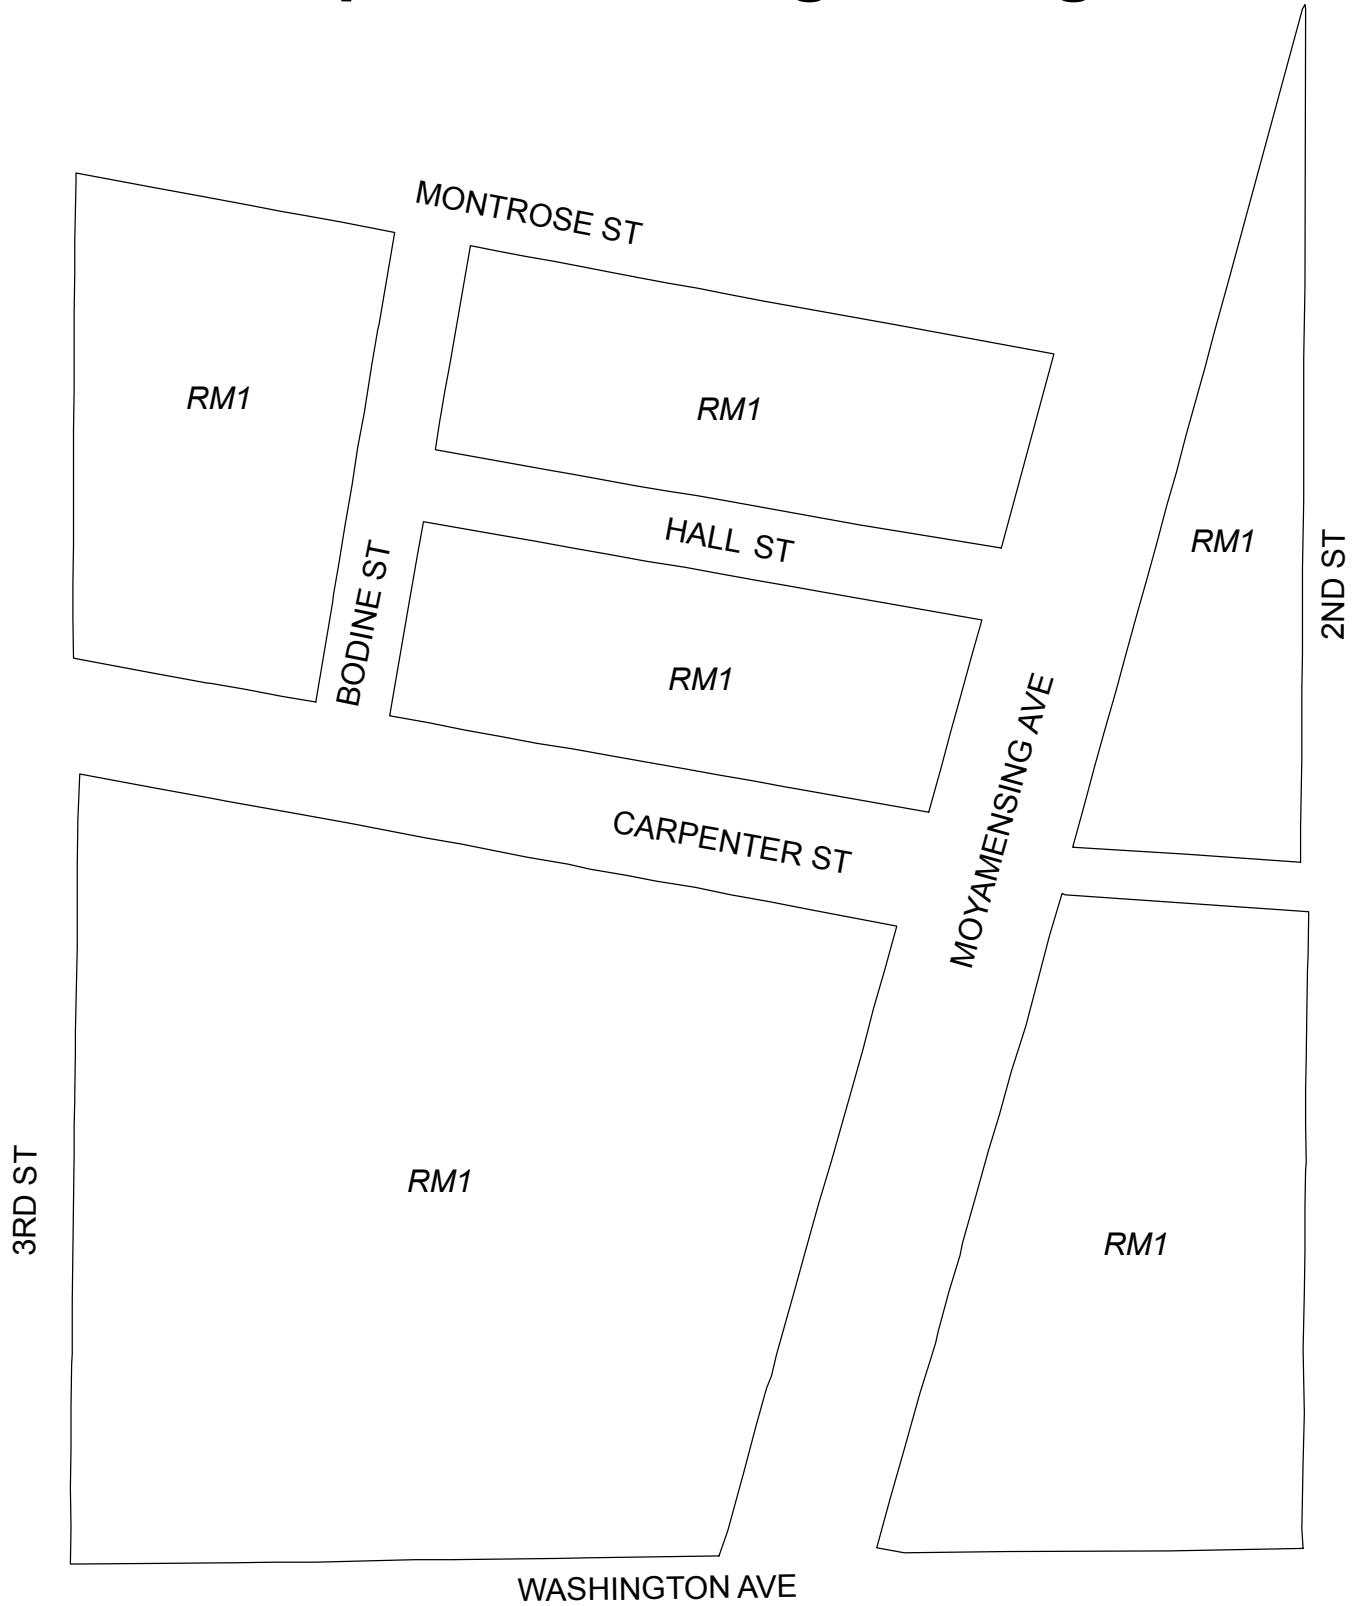 MONTROSE ST
RM1
RM1
HALL ST
RM1
2ND ST
BODINE ST
RM1
MOYAMENSING AVE
CARPENTER ST
3RD ST
RM1
RM1
WASHINGTON AVE